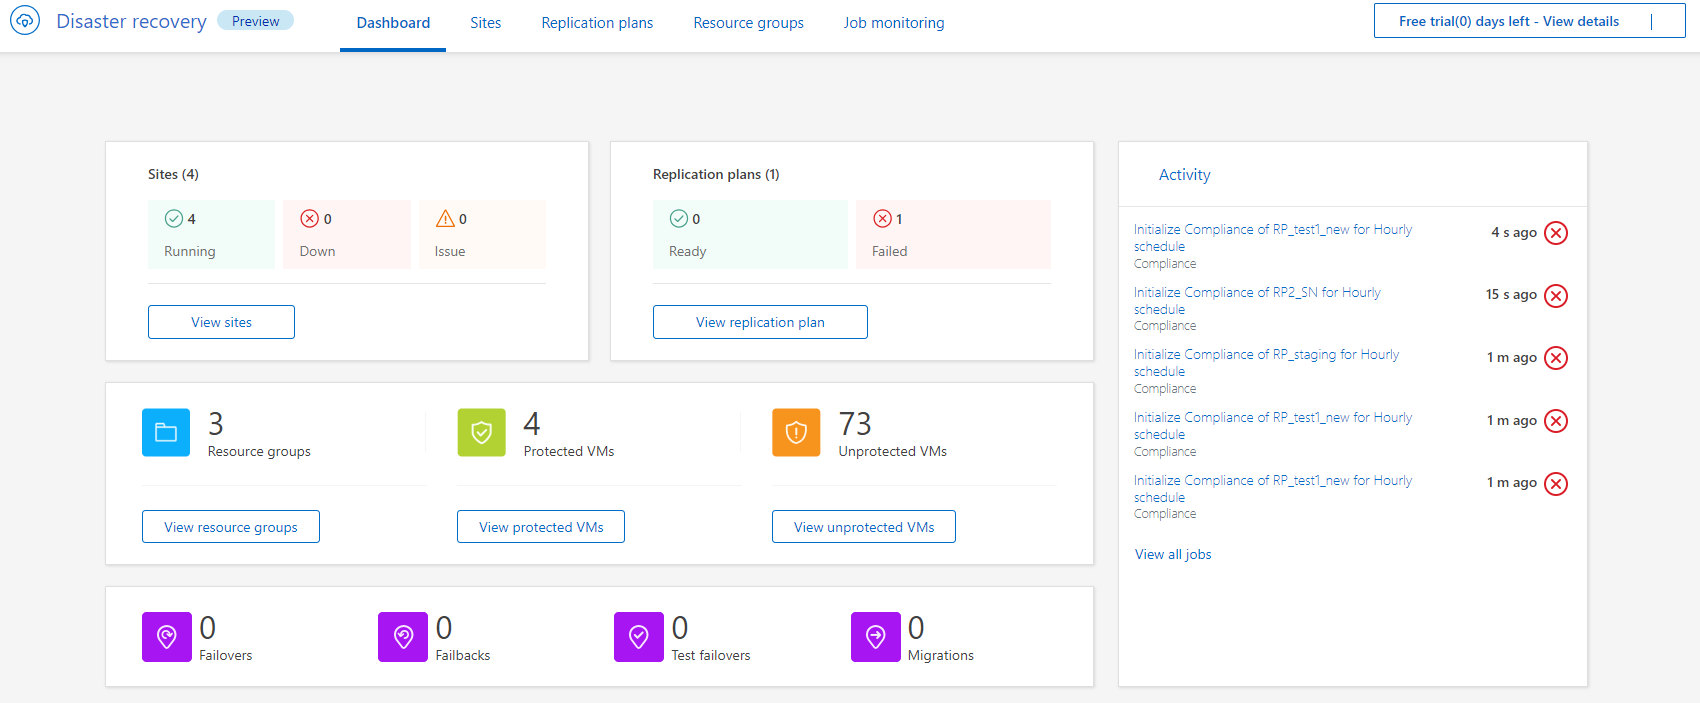 Disaster recovery Preview Dashboard Sites Replication plans Resource groups Job monitoring Free trial(0) days left - View details |
Sites (4)
4
Running
0
Down
0
Issue
View sites
Replication plans (1)
0
Ready
1
Failed
View replication plan
3
Resource groups
View resource groups
4
Protected VMs
View protected VMs
73
Unprotected VMs
View unprotected VMs
0
Failovers
0
Failbacks
0
Test failovers
0
Migrations
Activity
Initialize Compliance of RP_test1_new for Hourly
schedule
Compliance
4 s ago
Initialize Compliance of RP2_SN for Hourly
schedule
Compliance
15 s ago
Initialize Compliance of RP_staging for Hourly
schedule
Compliance
1 m ago
Initialize Compliance of RP_test1_new for Hourly
schedule
Compliance
1 m ago
Initialize Compliance of RP_test1_new for Hourly
schedule
Compliance
1 m ago
View all jobs